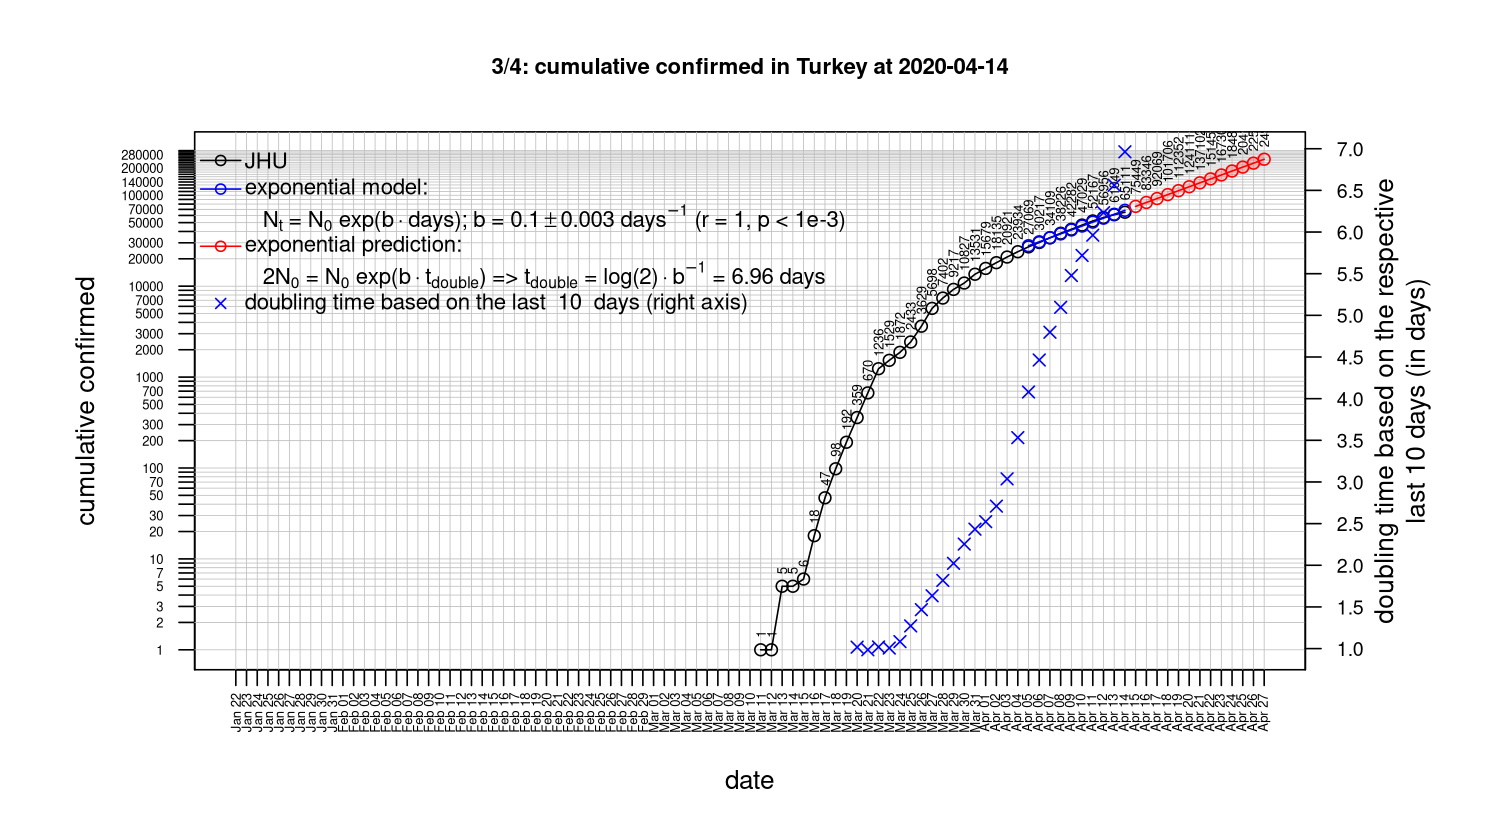 3/4: cumulative confirmed in Turkey at 2020-04-14
JHU
exponential model:
Nt = N0 exp(b · days); b = 0.1 ± 0.003 days−1 (r = 1, p < 1e-3)
exponential prediction:
2N0 = N0 exp(b · tdouble) => tdouble = log(2) · b−1 = 6.96 days
doubling time based on the last 10 days (right axis)
cumulative confirmed
280000
200000
140000
100000
70000
50000
30000
20000
10000
7000
5000
3000
2000
1000
700
500
300
200
100
70
50
30
20
10
7
5
3
2
1
1
1
5
5
6
18
47
98
192
359
670
1236
1529
1872
2433
3629
5698
7402
9217
10827
13531
15679
18135
20921
23934
27069
30217
34109
38226
42282
47029
52167
56956
65111
75449
83346
92069
101706
112352
124111
7.0
6.5
6.0
5.5
5.0
4.5
4.0
3.5
3.0
2.5
2.0
1.5
1.0
doubling time based on the respective
last 10 days (in days)
Jan 22
Jan 23
Jan 24
Jan 25
Jan 26
Jan 27
Jan 28
Jan 29
Jan 30
Jan 31
Feb 01
Feb 02
Feb 03
Feb 04
Feb 05
Feb 06
Feb 07
Feb 08
Feb 09
Feb 10
Feb 11
Feb 12
Feb 13
Feb 14
Feb 15
Feb 16
Feb 17
Feb 18
Feb 19
Feb 20
Feb 21
Feb 22
Feb 23
Feb 24
Feb 25
Feb 26
Feb 27
Feb 28
Feb 29
Mar 01
Mar 02
Mar 03
Mar 04
Mar 05
Mar 06
Mar 07
Mar 08
Mar 09
Mar 10
Mar 11
Mar 12
Mar 13
Mar 14
Mar 15
Mar 16
Mar 17
Mar 18
Mar 19
Mar 20
Mar 21
Mar 22
Mar 23
Mar 24
Mar 25
Mar 26
Mar 27
Mar 28
Mar 29
Mar 30
Mar 31
Apr 01
Apr 02
Apr 03
Apr 04
Apr 05
Apr 06
Apr 07
Apr 08
Apr 09
Apr 10
Apr 11
Apr 12
Apr 13
Apr 14
Apr 15
Apr 16
Apr 17
Apr 18
Apr 19
Apr 20
Apr 21
Apr 22
Apr 23
Apr 24
Apr 25
Apr 26
Apr 27
date